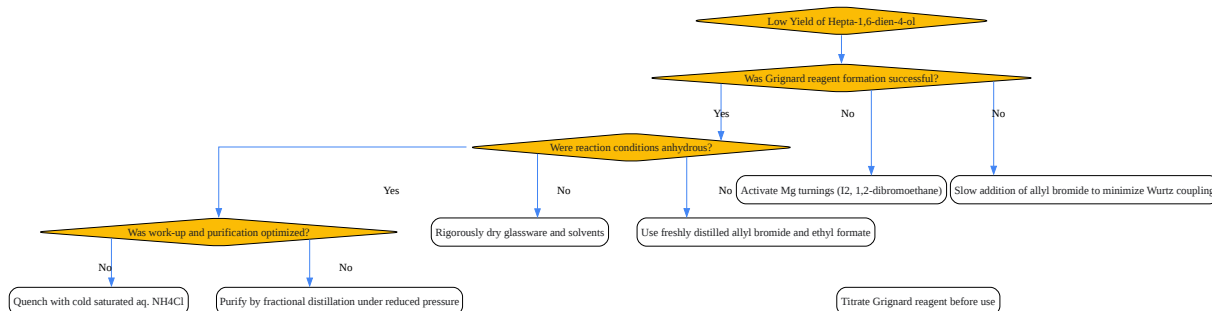 Low Yield of Hepta-1,6-dien-4-ol
Was Grignard reagent formation successful?
Yes
No
No
Were reaction conditions anhydrous?
Yes
No
No
Activate Mg turnings (I2, 1,2-dibromoethane)
Slow addition of allyl bromide to minimize Wurtz coupling
Was work-up and purification optimized?
Rigorously dry glassware and solvents
Use freshly distilled allyl bromide and ethyl formate
No
No
Quench with cold saturated aq. NH4Cl
Purify by fractional distillation under reduced pressure
Titrate Grignard reagent before use